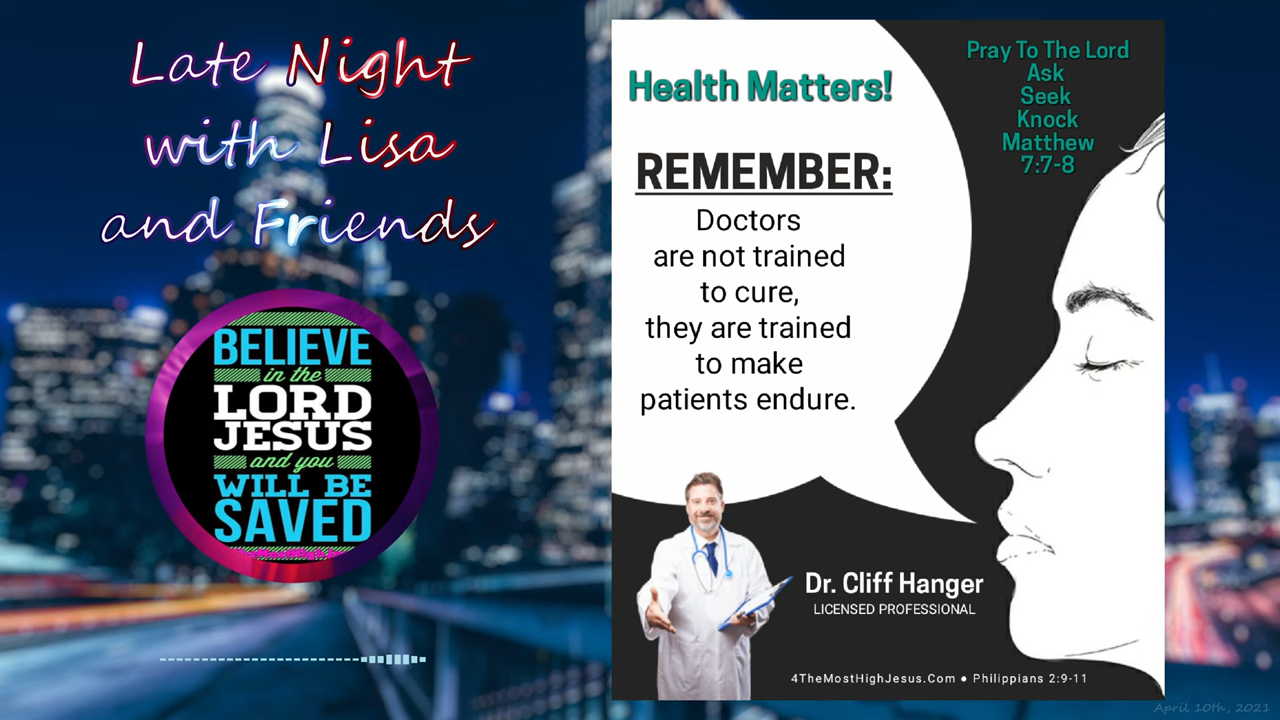 Late Night
with Lisa
and Friends
BELIEVE
in the
LORD
JESUS
and you
WILL BE
SAVED
Health Matters!
REMEMBER:
Doctors
are not trained
to cure,
they are trained
to make
patients endure.
Pray To The Lord
Ask
Seek
Knock
Matthew
7:7-8
Dr. Cliff Hanger
LICENSED PROFESSIONAL
4TheMostHighJesus.Com ● Philippians 2:9-11
April 10th, 2021